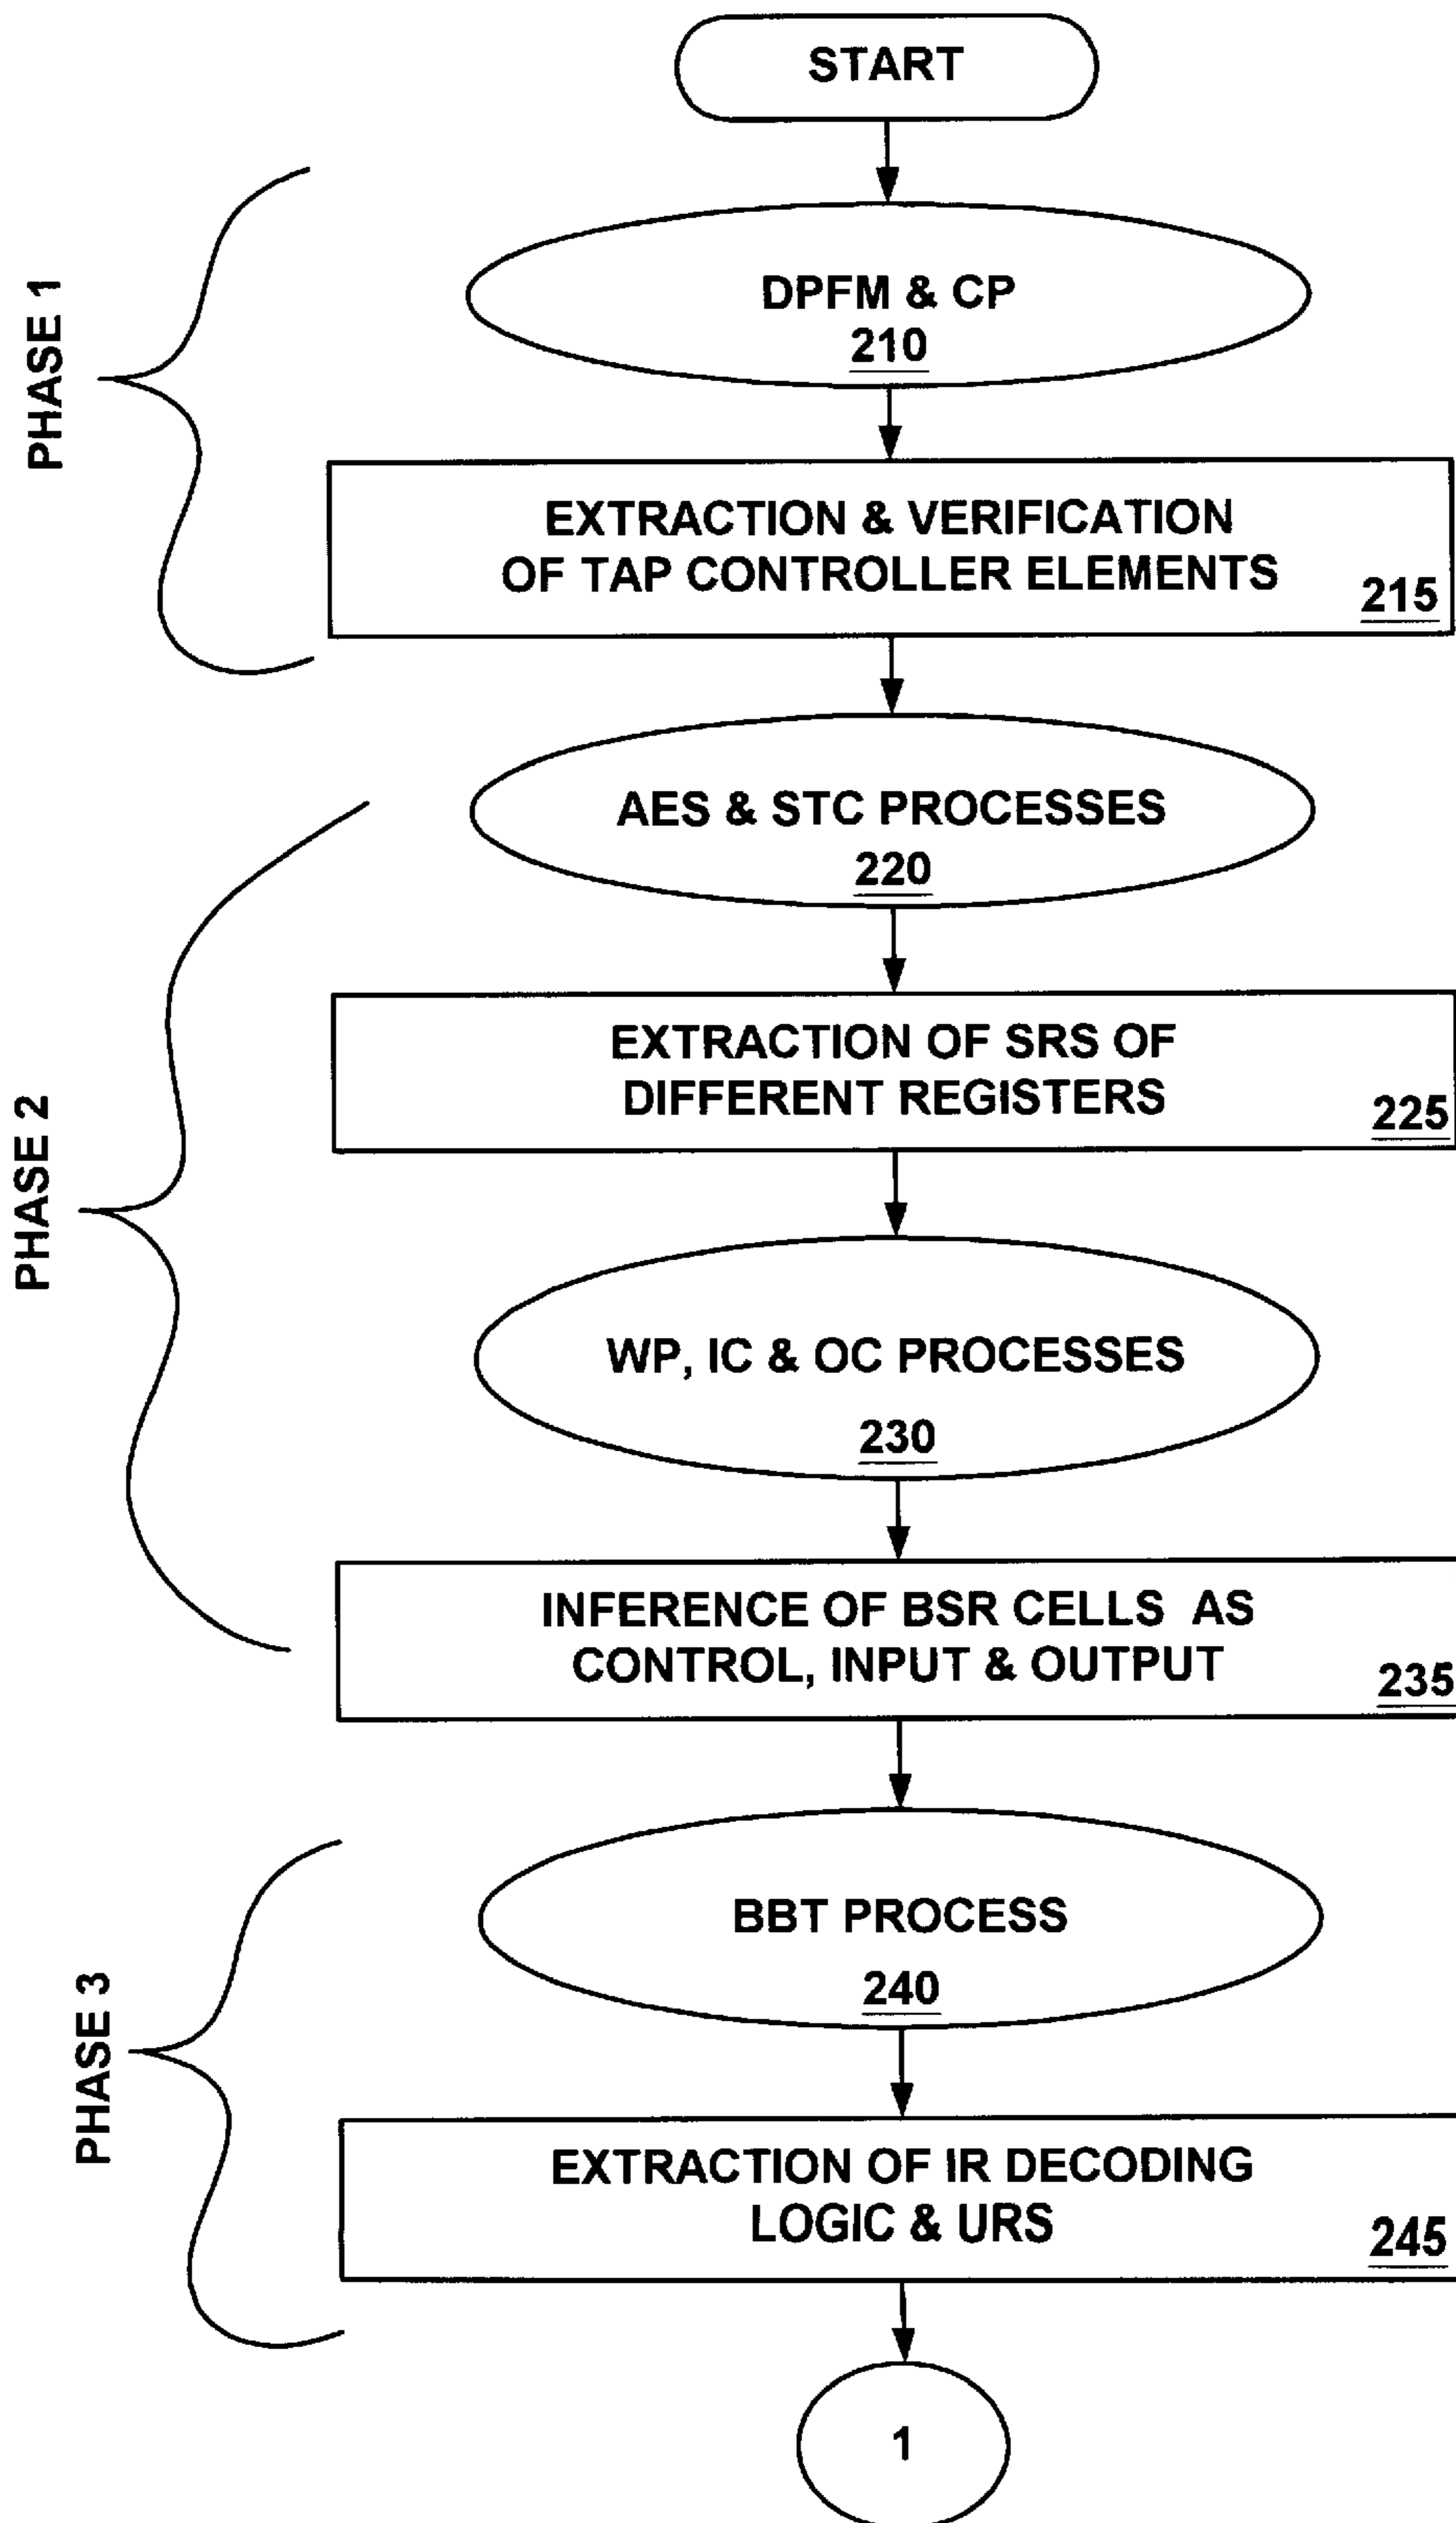 START
PHASE 1
DPFM & CP
210
EXTRACTION & VERIFICATION
OF TAP CONTROLLER ELEMENTS
215
PHASE 2
AES & STC PROCESSES
220
EXTRACTION OF SRS OF
DIFFERENT REGISTERS
225
WP, IC & OC PROCESSES
230
INFERENCE OF BSR CELLS AS
CONTROL, INPUT & OUTPUT
235
PHASE 3
BBT PROCESS
240
EXTRACTION OF IR DECODING
LOGIC & URS
245
1